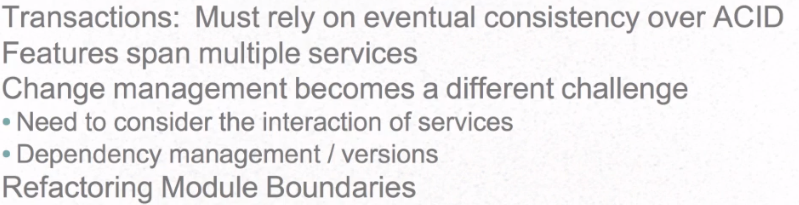 Transactions:  Must rely on eventual consistency over ACID
Features span multiple services
Change management becomes a different challenge
• Need to consider the interaction of services
• Dependency management / versions
Refactoring Module Boundaries